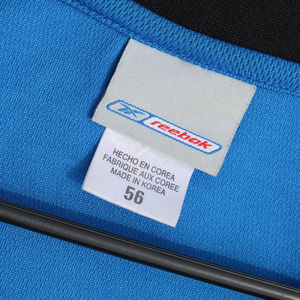 Reebok
HECHO EN COREA
FABRIQUE AUX COREE
MADE IN KOREA
56